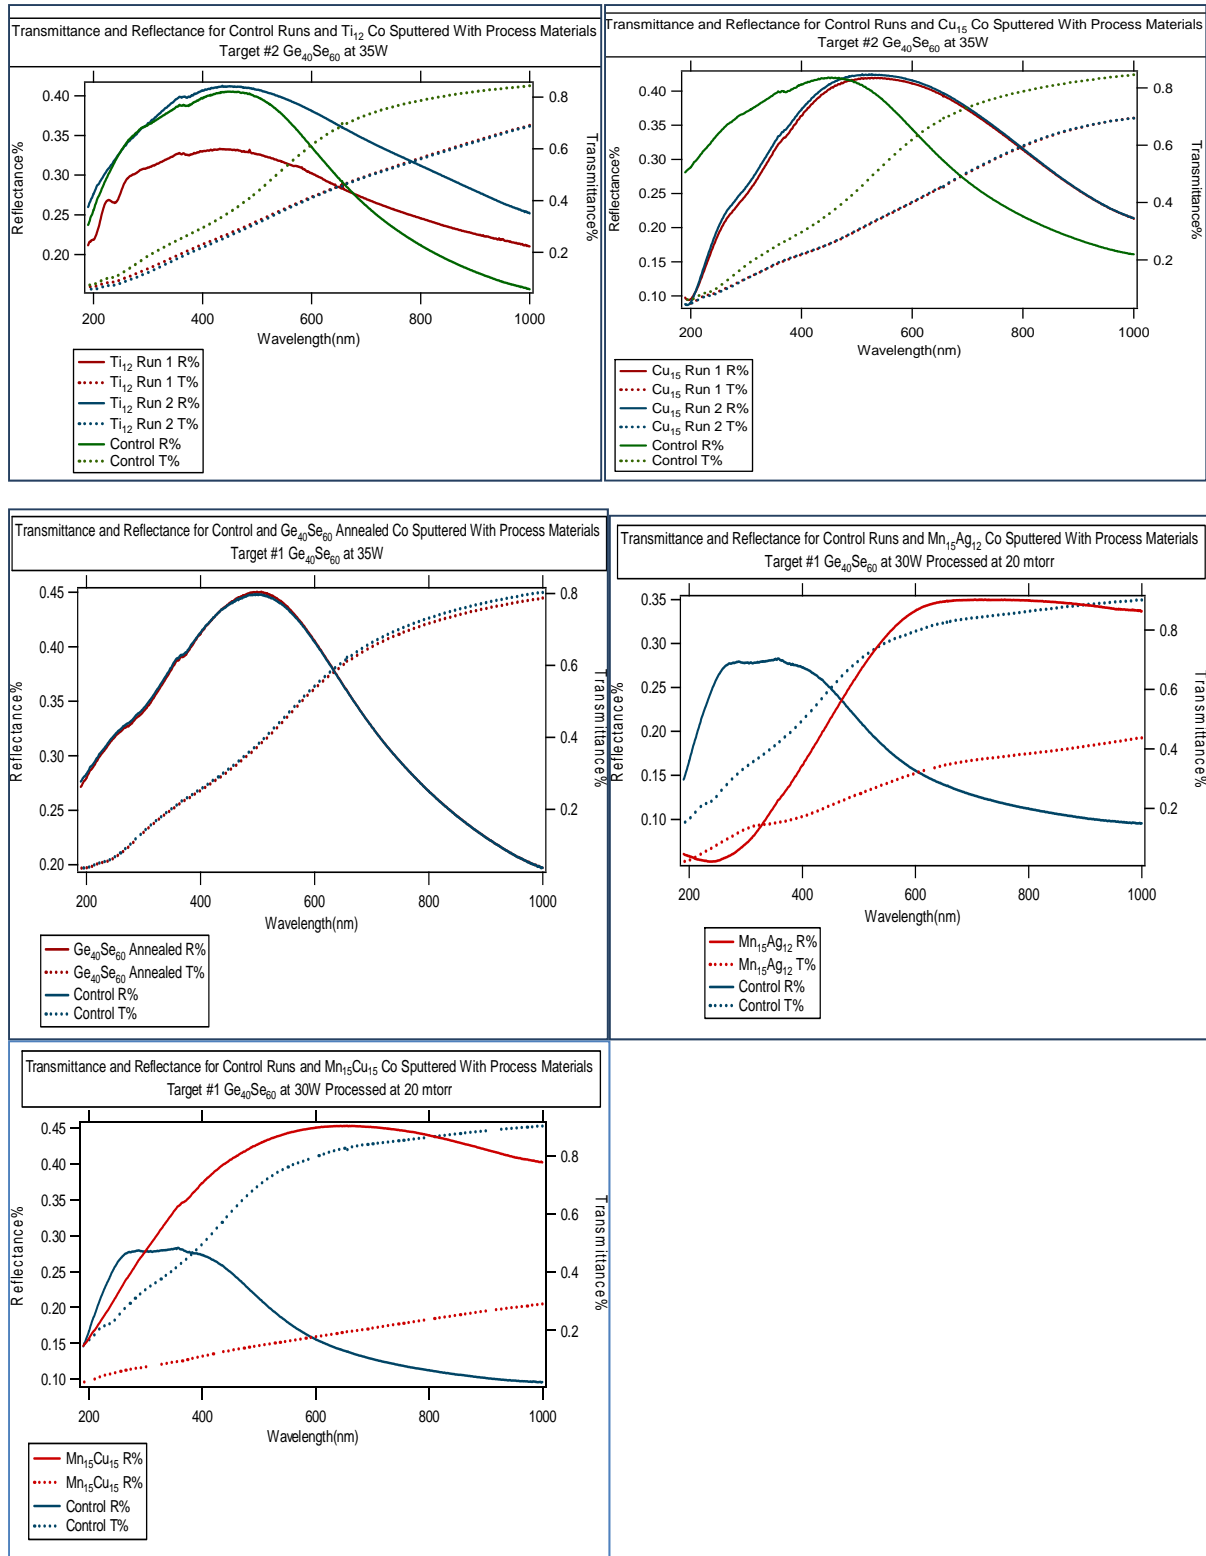 Transmittance and Reflectance for Control Runs and Ti12 Co Sputtered With Process Materials
Target #2 Ge40Se60 at 35W
0.40
0.35
0.30
0.25
0.20
Reflectance%
0.8
0.6
0.4
0.2
Transmittance%
200 400 600 800 1000
Wavelength(nm)
Ti12 Run 1 R%
Ti12 Run 1 T%
Ti12 Run 2 R%
Ti12 Run 2 T%
Control R%
Control T%
Transmittance and Reflectance for Control Runs and Cu15 Co Sputtered With Process Materials
Target #2 Ge40Se60 at 35W
0.40
0.35
0.30
0.25
0.20
0.15
0.10
Reflectance%
0.8
0.6
0.4
0.2
Transmittance%
200 400 600 800 1000
Wavelength(nm)
Cu15 Run 1 R%
Cu15 Run 1 T%
Cu15 Run 2 R%
Cu15 Run 2 T%
Control R%
Control T%
Transmittance and Reflectance for Control and Ge40Se60 Annealed Co Sputtered With Process Materials
Target #1 Ge40Se60 at 35W
0.45
0.40
0.35
0.30
0.25
0.20
Reflectance%
0.8
0.6
0.4
0.2
Transmittance%
200 400 600 800 1000
Wavelength(nm)
Ge40Se60 Annealed R%
Ge40Se60 Annealed T%
Control R%
Control T%
Transmittance and Reflectance for Control Runs and Mn15Ag12 Co Sputtered With Process Materials
Target #1 Ge40Se60 at 30W Processed at 20 mtorr
0.35
0.30
0.25
0.20
0.15
0.10
Reflectance%
0.8
0.6
0.4
0.2
Transmittance%
200 400 600 800 1000
Wavelength(nm)
Mn15Ag12 R%
Mn15Ag12 T%
Control R%
Control T%
Transmittance and Reflectance for Control Runs and Mn15Cu15 Co Sputtered With Process Materials
Target #1 Ge40Se60 at 30W Processed at 20 mtorr
0.45
0.40
0.35
0.30
0.25
0.20
0.15
0.10
Reflectance%
0.8
0.6
0.4
0.2
Transmittance%
200 400 600 800 1000
Wavelength(nm)
Mn15Cu15 R%
Mn15Cu15 R%
Control R%
Control T%